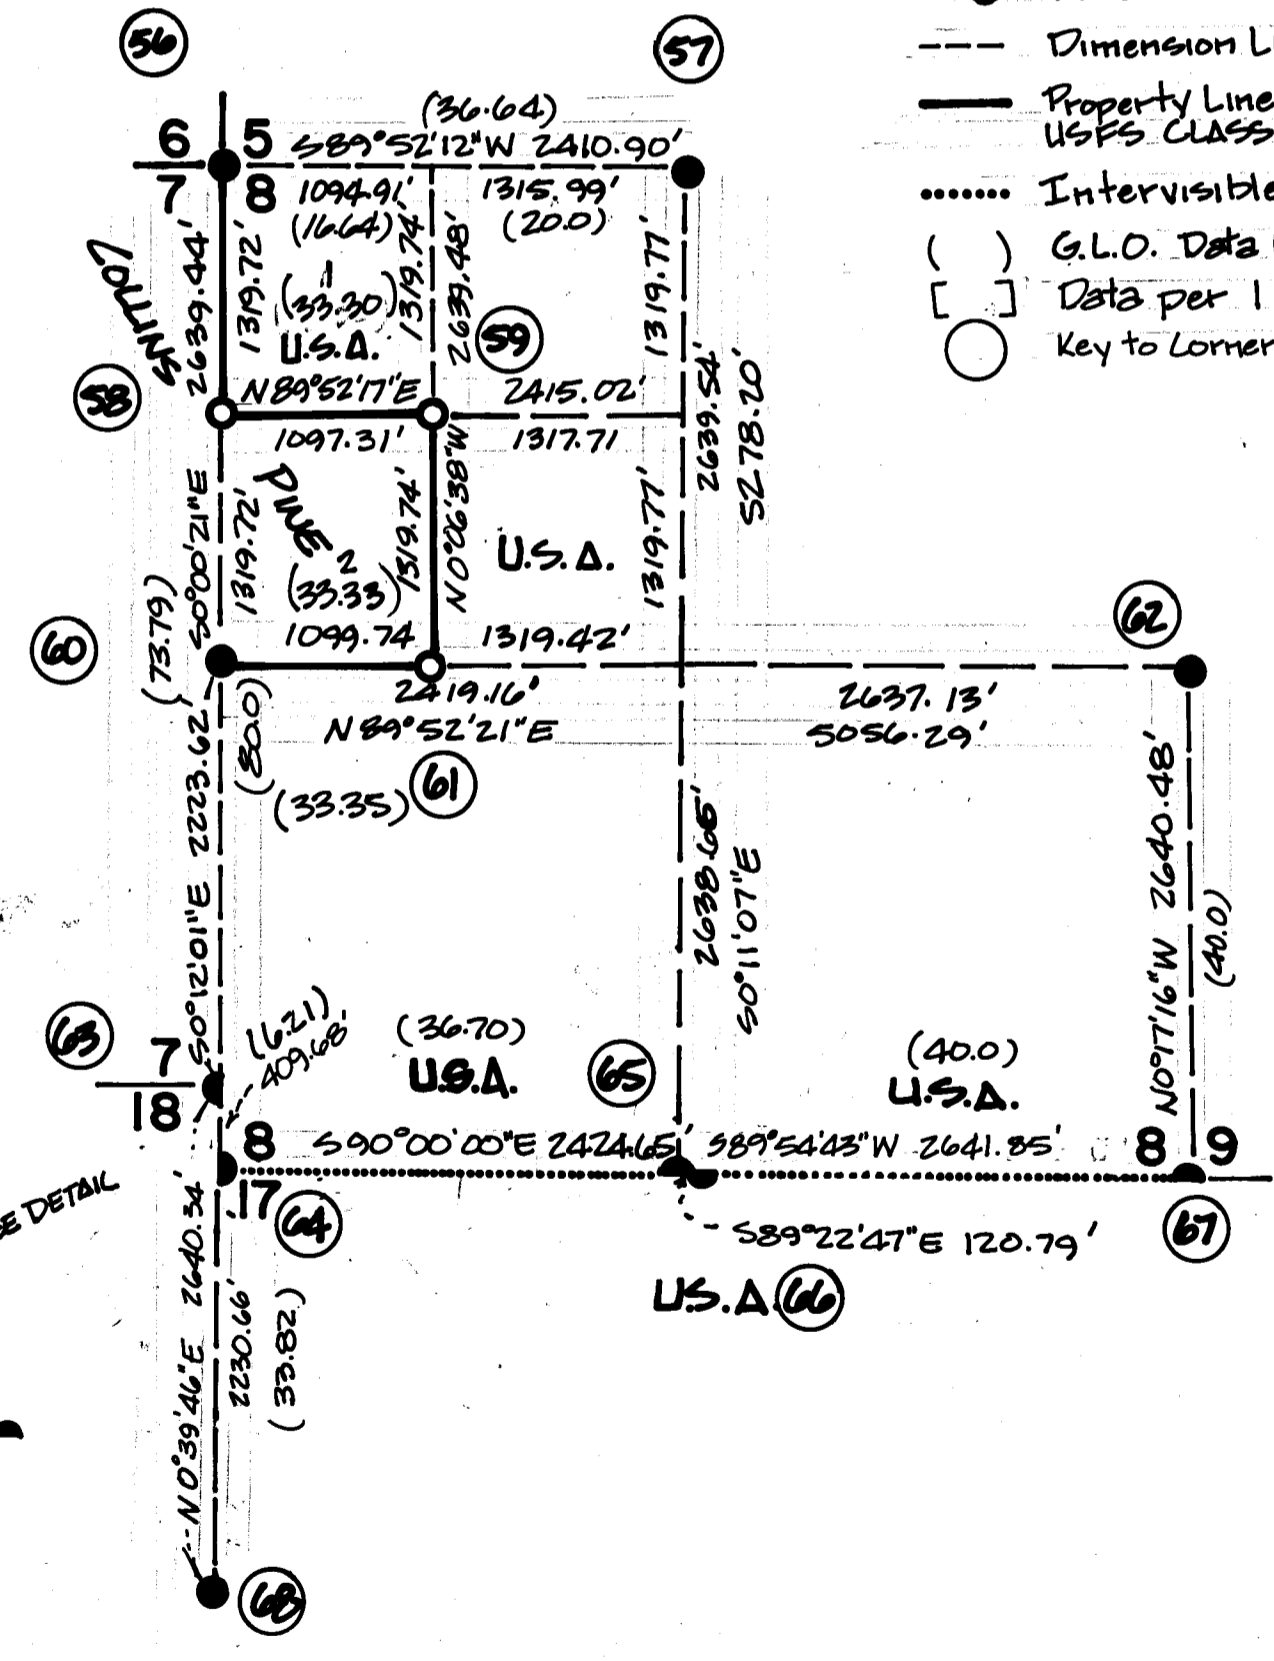 56
57
Dimension L
(36.64)
Property Line
USFS CLASS
6 5
S89°52'12"W 2410.90'
7 8
1094.91'
1315.99'
Intervisible
(16.64)
(20.0)
( ) G.L.O. Data
[ ] Data per 1
Key to Corner
COLLINS
2639.44'
1319.72'
1319.74'
2639.48'
1319.77'
1
(33.30)
U.S.A.
59
2639.54'
5278.20'
58
N89°52'17"E
2415.02'
1097.31'
1317.71
S0°00'21"E
1319.72'
PINE
1319.74'
N0°06'38"W
1319.77'
U.S.A.
2
(33.33)
(73.79)
1099.74
1319.42'
60
62
2419.16'
2637.13'
N89°52'21"E
5056.29'
(80.0)
61
(33.35)
S0°12'01"E 2223.62'
2638.65'
S0°11'07"E
N0°17'16"W 2640.48'
(40.0)
63
7
18
(6.21)
409.68'
(36.70)
U.S.A.
65
(40.0)
U.S.A.
8
S90°00'00"E 2424.65'
S89°54'43"W 2641.85'
8 9
17
64
E DETAIL
S89°22'47"E 120.79'
67
U.S.A.
66
N0°39'46"E 2640.34'
2230.66'
(33.82)
68